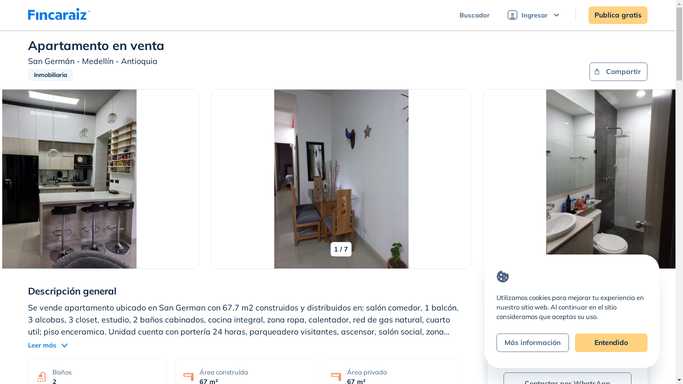 Fincaraiz
Buscador
Ingresar
Publica gratis
Apartamento en venta
San Germán - Medellín - Antioquia
Inmobiliaria
Compartir
1 / 7
Descripción general
Se vende apartamento ubicado en San German con 67.7 m2 construidos y distribuidos en; salón comedor, 1 balcón.
3 alcobas, 3 closet, estudio, 2 baños cabinados, cocina integral, zona ropa, calentador, red de gas natural, cuarto
util; piso enceramica. Unidad cuenta con portería 24 horas, parqueadero visitantes, ascensor, salón social, zona...
Leer más
Baños
2
Área construida
67 m²
Área privada
67 m²
Utilizamos cookies para mejorar tu experiencia en
nuestro sitio web. Al continuar en el sitio
consideramos que aceptas su uso.
Más información
Entendido
Contactar por WhatsApp